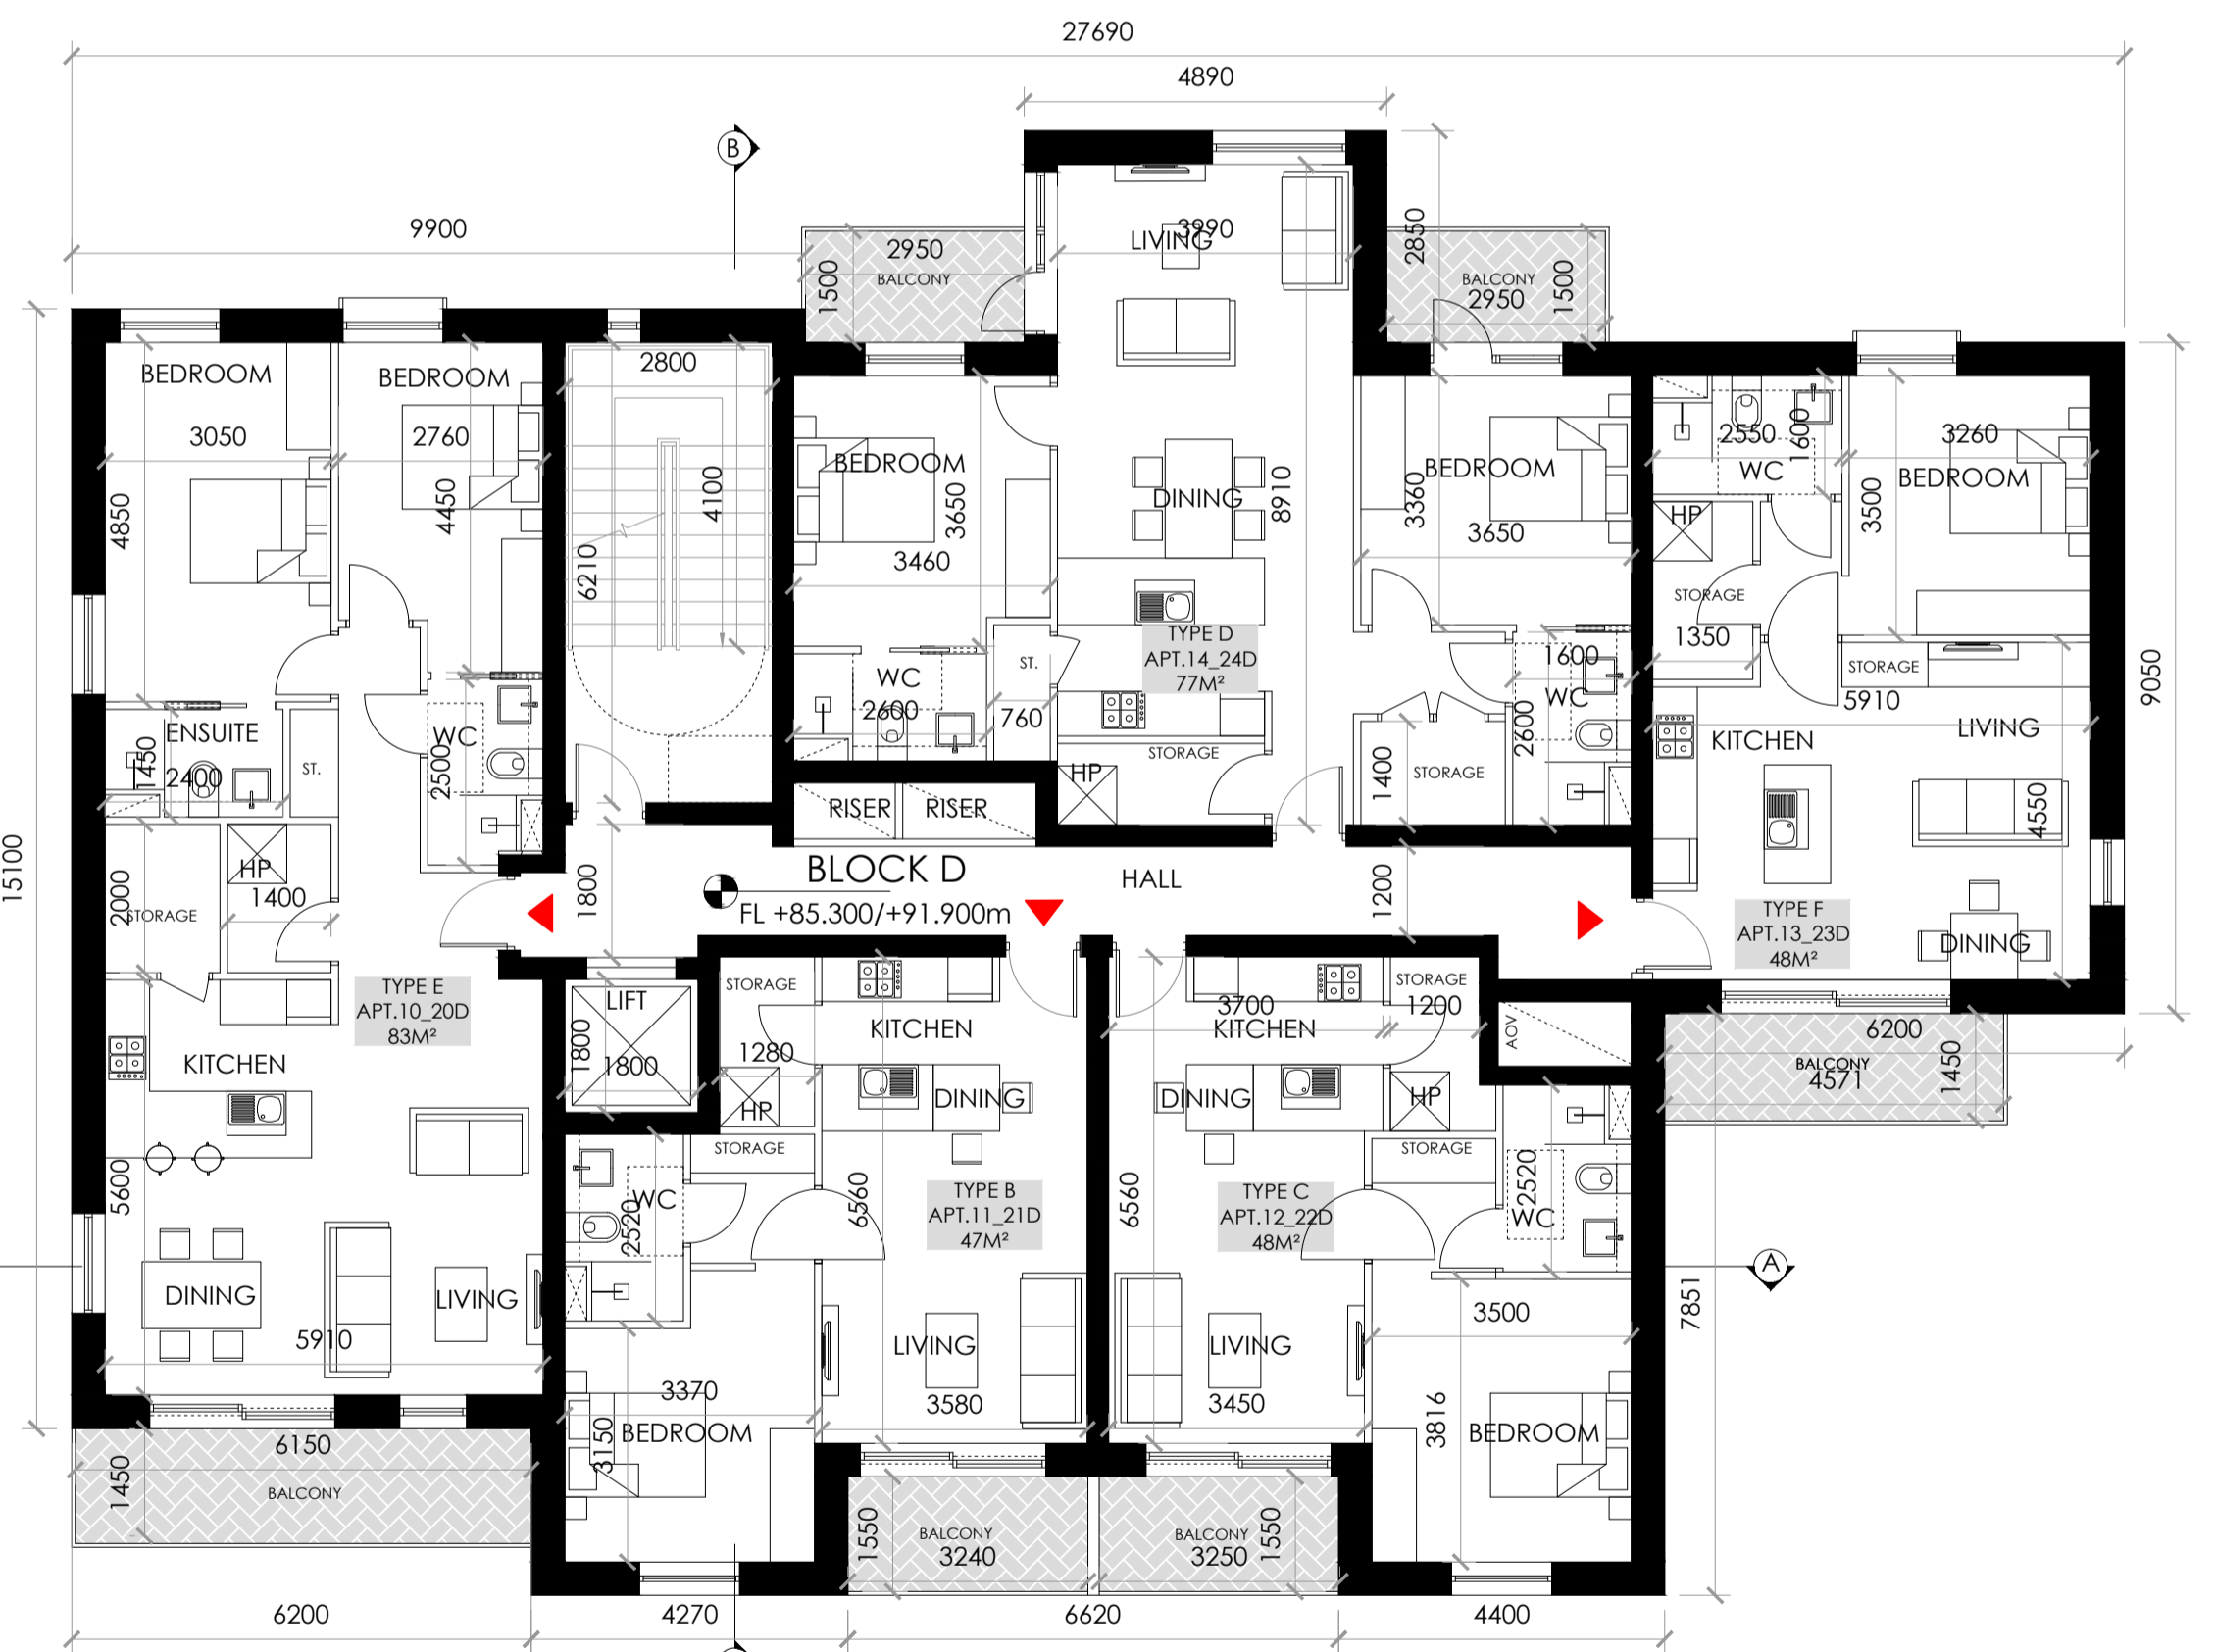 27690
4890
B
9900
2950
BALCONY
1500
LIVING
3990
2850
BALCONY
2950
1500
BEDROOM
3050
4850
BEDROOM
2760
4450
2800
4100
6210
BEDROOM
3650
3460
DINING
8910
BEDROOM
3360
3650
2550
1600
WC
3260
BEDROOM
3500
HP
STORAGE
1350
STORAGE
5910
9050
TYPE D
APT.14_24D
77M²
ST.
WC
2600
760
STORAGE
HP
1600
WC
2600
1400
STORAGE
KITCHEN
LIVING
4550
ENSUITE
1450
2400
ST.
WC
2500
RISER
RISER
15100
HP
1400
2000
STORAGE
1800
BLOCK D
FL +85.300/+91.900m
HALL
1200
TYPE F
APT.13_23D
48M²
DINING
TYPE E
APT.10_20D
83M²
LIFT
1800
1800
STORAGE
KITCHEN
1280
HP
DINING
STORAGE
3700
KITCHEN
STORAGE
1200
DINING
HP
STORAGE
AOV
6200
BALCONY
4571
1450
KITCHEN
5600
WC
2520
6560
TYPE B
APT.11_21D
47M²
6560
TYPE C
APT.12_22D
48M²
2520
WC
A
7851
DINING
LIVING
5910
LIVING
3580
LIVING
3450
3500
3370
BEDROOM
3150
3816
BEDROOM
6150
1450
BALCONY
1550
BALCONY
3240
BALCONY
3250
1550
6200
4270
6620
4400